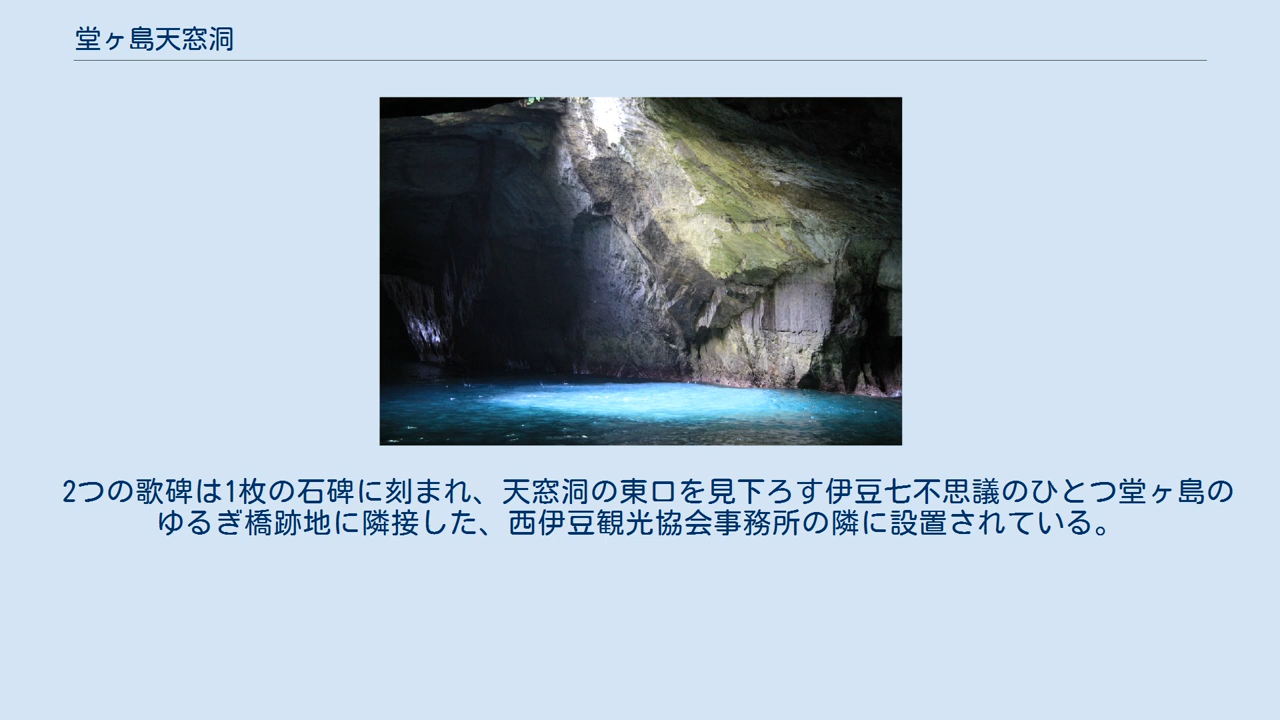 堂ヶ島天窓洞
2つの歌碑は1枚の石碑に刻まれ、天窓洞の東口を見下ろす伊豆七不思議のひとつ堂ヶ島の
ゆるぎ橋跡地に隣接した、西伊豆観光協会事務所の隣に設置されている。